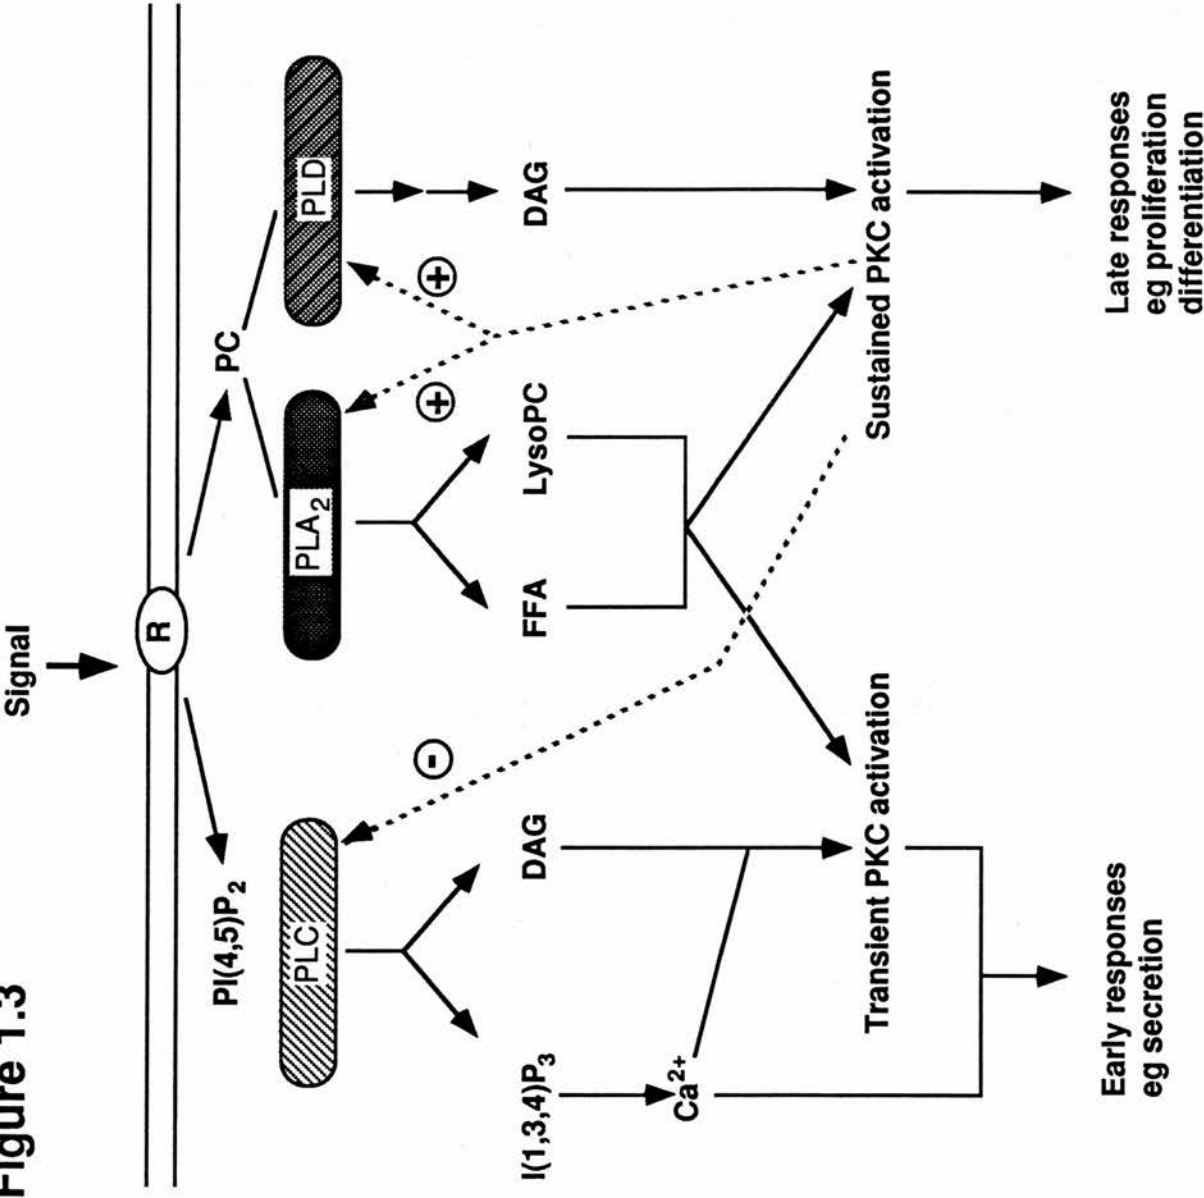 Figure 1.3
Signal
R
PI(4,5)P2
PC
PLC
PLA2
PLD
+
+
-
I(1,3,4)P3
DAG
FFA
LysoPC
DAG
Ca2+
Transient PKC activation
Sustained PKC activation
Early responses
eg secretion
Late responses
eg proliferation
differentiation